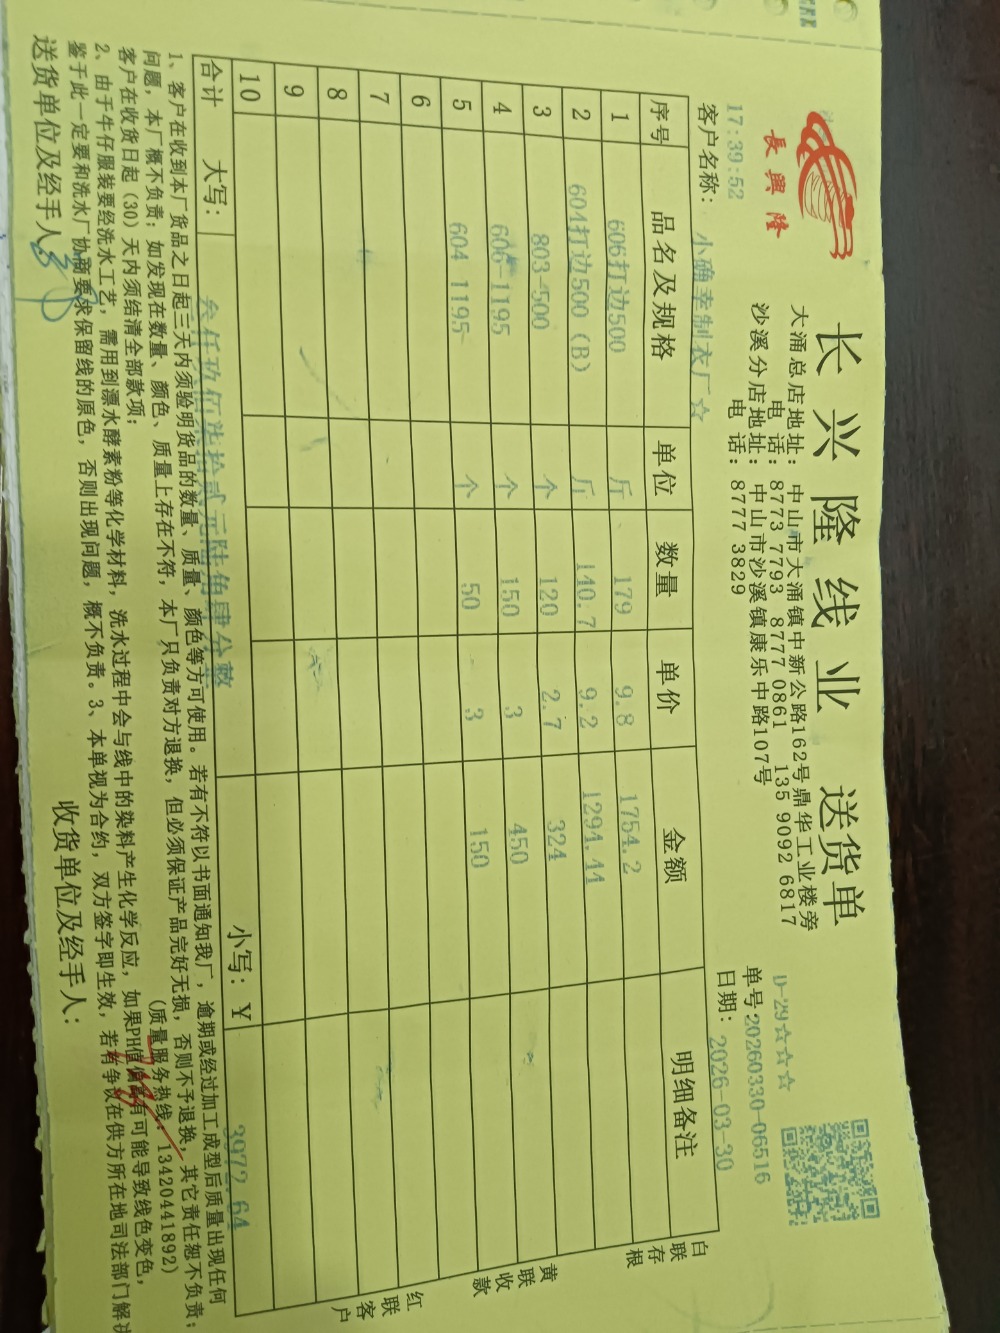 長興隆
长兴隆线业 送货单
大涌总店地址：中山市大涌镇中新公路162号鼎华工业楼旁
电 话：8773 7793 8777 0861 135 9092 6817
沙溪分店地址：中山市沙溪镇康乐中路107号
电 话：8777 3829
D-29☆☆☆
单号:20260330-06516
17:39:52
日期：2026-03-30
客户名称：小确幸制衣厂☆
序号 品名及规格 单位 数量 单价 金额 明细备注
1 606打边500 斤 179 9.8 1754.2
2 604打边500（B） 斤 140.7 9.2 1294.44
3 803-500 个 120 2.7 324
4 606-1195 个 150 3 450
5 604 1195 个 50 3 150
6
7
8
9
10
合计 大写：叁仟玖佰柒拾贰元陆角肆分整 小写：￥ 3972.64
白联存根
黄联收款
红联客户
1、客户在收到本厂货品之日起三天内须验明货品的数量、质量、颜色等方可使用。若有不符以书面通知我厂，逾期或经过加工成型后质量出现任何
问题，本厂概不负责；如发现在数量、颜色、质量上存在不符，本厂只负责对方退换，但必须保证产品完好无损，否则不予退换，其它责任恕不负责；
客户在收货日起（30）天内须结清全部款项； （质量服务热线：13420441892）
2、由于牛仔服装要经洗水工艺，需用到漂水酵素粉等化学材料，洗水过程中会与线中的染料产生化学反应，如果PH值偏高有可能导致线色变色，
鉴于此一定要和洗水厂协商要求保留线的原色，否则出现问题，概不负责。3、本单视为合约，双方签字即生效，若有争议在供方所在地司法部门解决
送货单位及经手人： 收货单位及经手人：